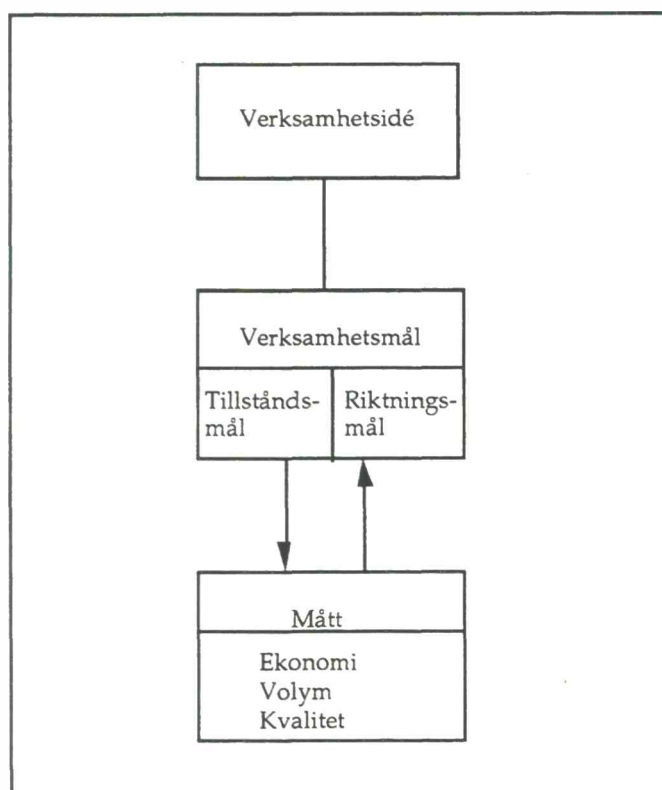 Verksamhetsidé
Verksamhetsmål
Tillstånds-
mål
Riktnings-
mål
Mått
Ekonomi
Volym
Kvalitet